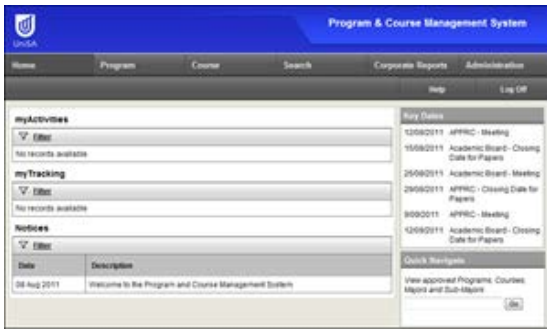 UniSA
Program & Course Management System
Home Program Course Search Corporate Reports Administration
Help Log Off
myActivities
Filter
No records available
myTracking
Filter
No records available
Notices
Filter
Date Description
08 Aug 2011 Welcome to the Program and Course Management System
Key Dates
12/08/2011 APPRC - Meeting
15/08/2011 Academic Board - Closing
Date for Papers
26/08/2011 Academic Board - Meeting
29/08/2011 APPRC - Closing Date for
Papers
9/09/2011 APPRC - Meeting
12/09/2011 Academic Board - Closing
Date for Papers
Quick Navigate
View approved Programs, Courses,
Majors and Sub-Majors
Go